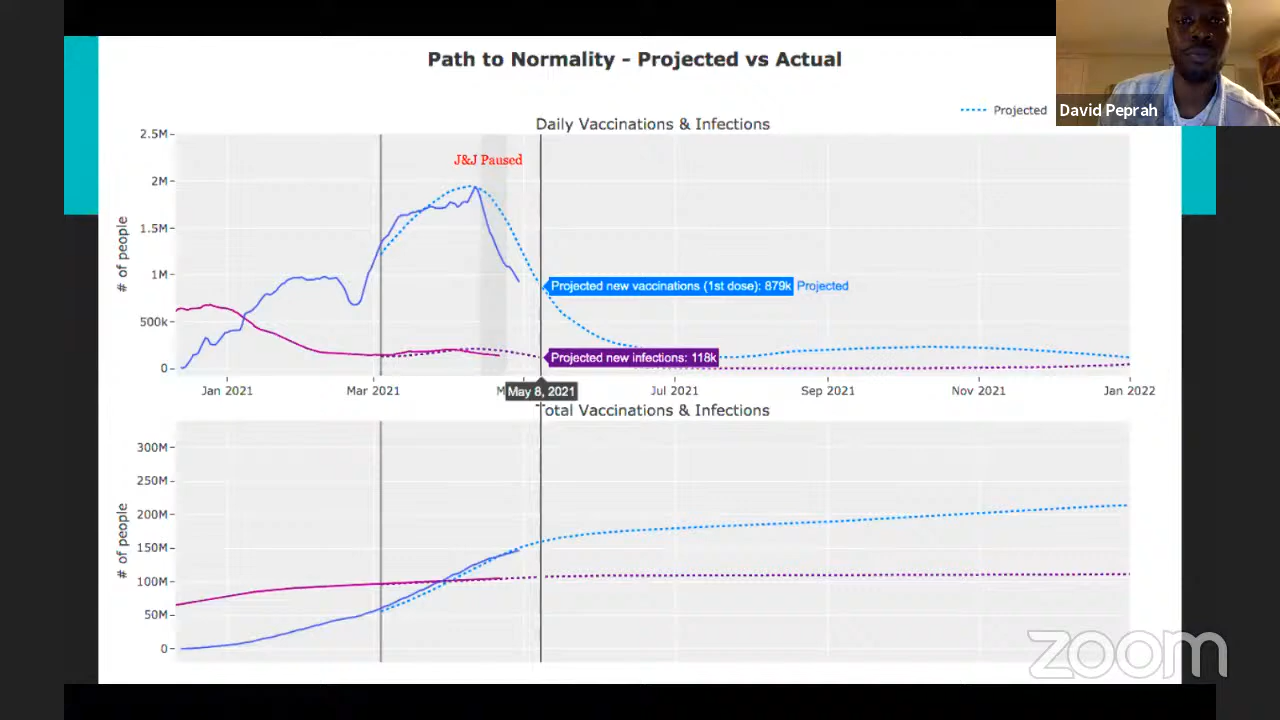 Path to Normality - Projected vs Actual
Projected
David Peprah
Daily Vaccinations & Infections
2.5M
2M
1.5M
1M
500k
0
# of people
J&J Paused
Projected new vaccinations (1st dose): 879k Projected
Projected new infections: 118k
Jan 2021 Mar 2021 May 8, 2021 Jul 2021 Sep 2021 Nov 2021 Jan 2022
Total Vaccinations & Infections
300M
250M
200M
150M
100M
50M
0
# of people
zoom